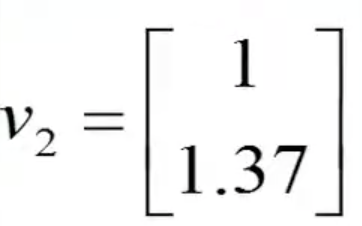 v₂ = [ 1
1.37 ]